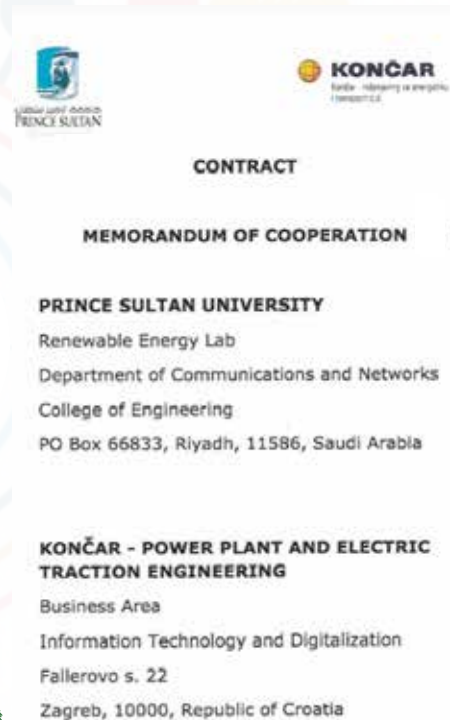 PRINCE SULTAN
KONČAR
CONTRACT
MEMORANDUM OF COOPERATION
PRINCE SULTAN UNIVERSITY
Renewable Energy Lab
Department of Communications and Networks
College of Engineering
PO Box 66833, Riyadh, 11586, Saudi Arabia
KONČAR - POWER PLANT AND ELECTRIC
TRACTION ENGINEERING
Business Area
Information Technology and Digitalization
Fallerovo s. 22
Zagreb, 10000, Republic of Croatia